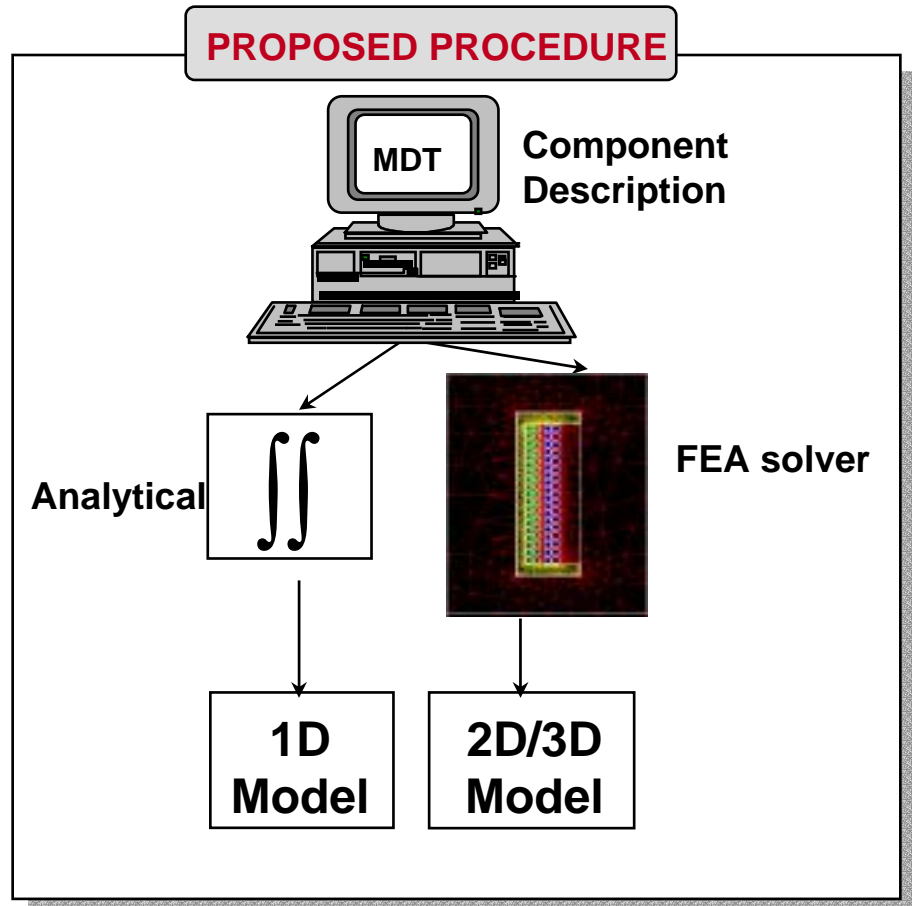 PROPOSED PROCEDURE
MDT
Component
Description
Analytical
∫∫
FEA solver
1D
Model
2D/3D
Model